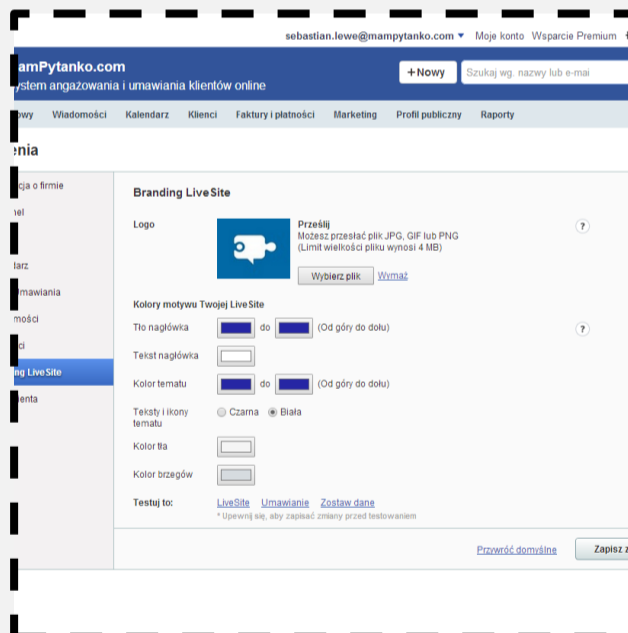 sebastian.lewe@mampytanko.com Moje konto Wsparcie Premium
amPytanko.com
+Nowy
Szukaj wg. nazwy lub e-mai
ystem angażowania i umawiania klientów online
owy Wiadomości Kalendarz Klienci Faktury i płatności Marketing Profil publiczny Raporty
enia
cja o firmie
nel
larz
Umawiania
mości
ci
ng LiveSite
ienta
Branding LiveSite
Logo
Prześlij
Możesz przesłać plik JPG, GIF lub PNG
(Limit wielkości pliku wynosi 4 MB)
?
Wybierz plik Wymaż
Kolory motywu Twojej LiveSite
Tło nagłówka do (Od góry do dołu) ?
Tekst nagłówka
Kolor tematu do (Od góry do dołu)
Teksty i ikony
tematu
Czarna Biała
Kolor tła
Kolor brzegów
Testuj to: LiveSite Umawianie Zostaw dane
* Upewnij się, aby zapisać zmiany przed testowaniem
Przywróć domyślne Zapisz z